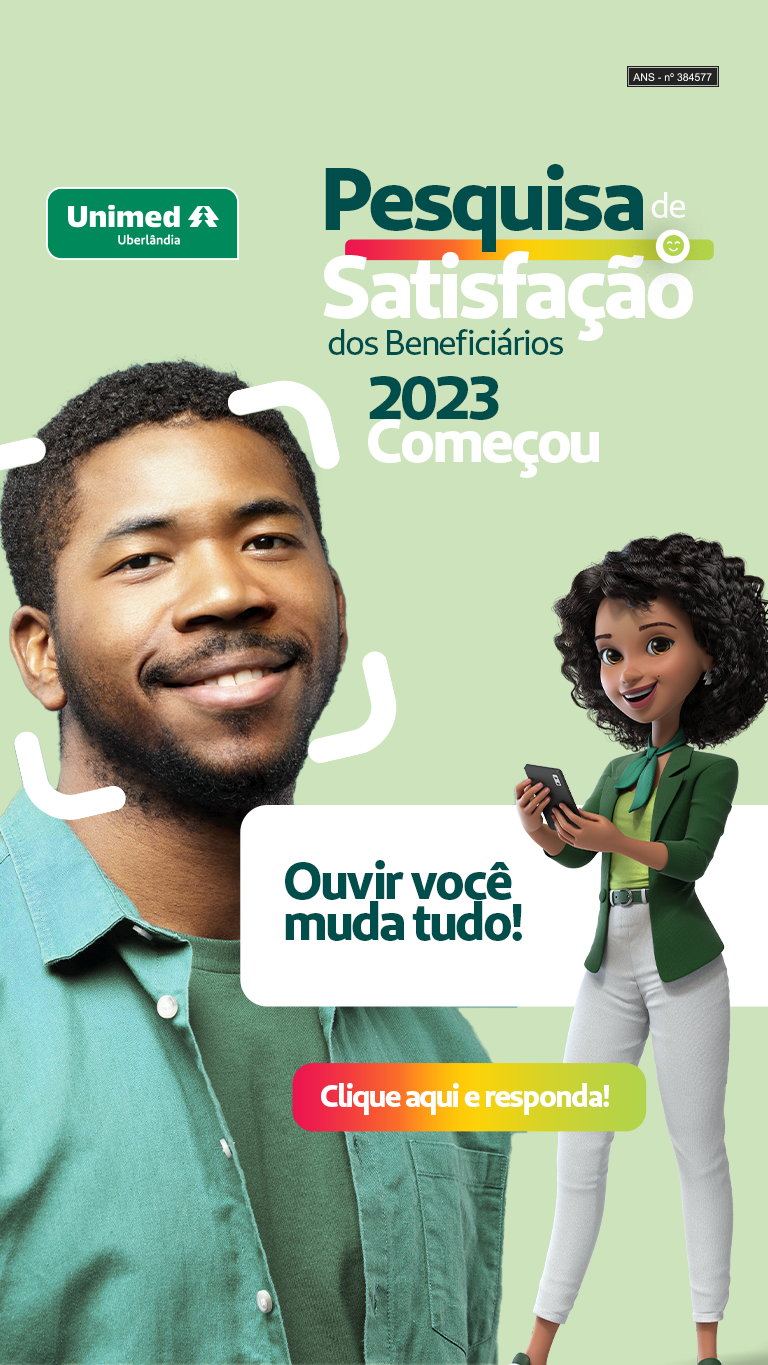 ANS - nº 384577
Unimed
Uberlândia
Pesquisa de
Satisfação
dos Beneficiários
2023
Começou
Ouvir você
muda tudo!
Clique aqui e responda!